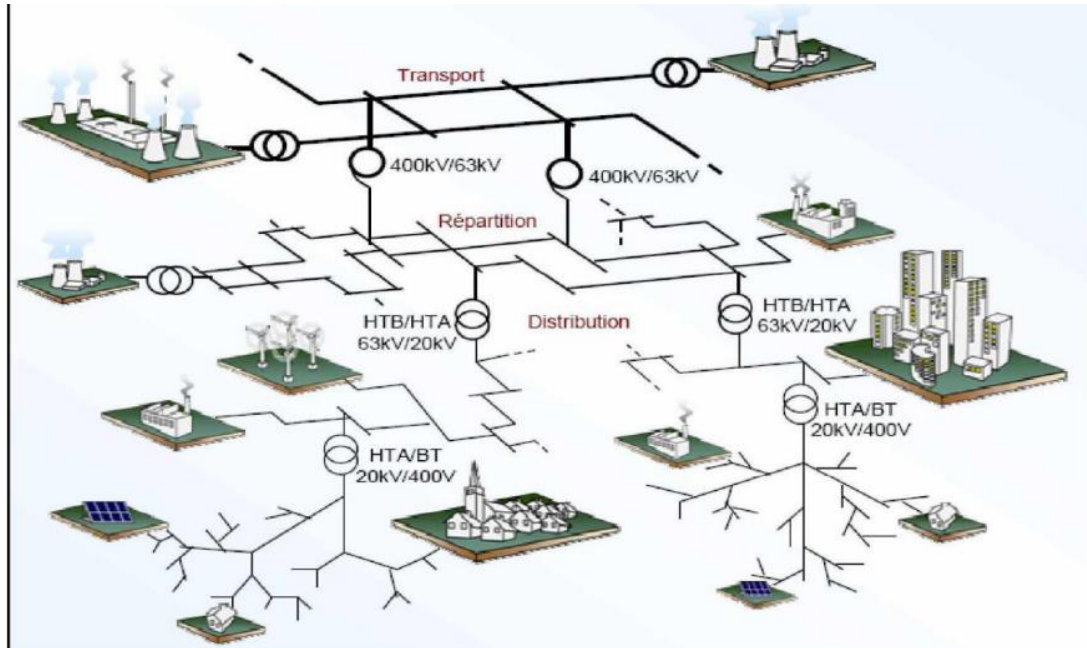 Transport
400kV/63kV
400kV/63kV
Répartition
HTB/HTA
63kV/20kV
Distribution
HTB/HTA
63kV/20kV
HTA/BT
20kV/400V
HTA/BT
20kV/400V